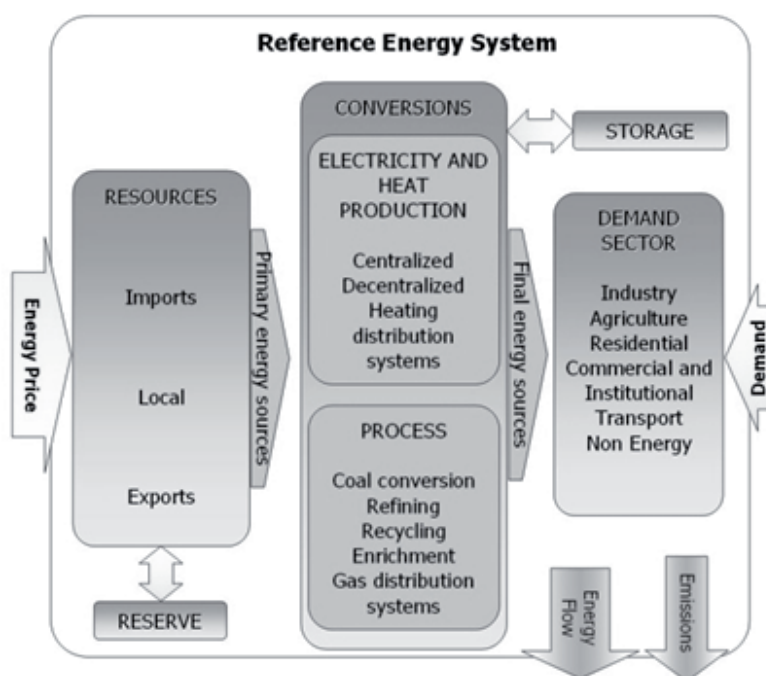 Reference Energy System
Energy Price
RESOURCES
Imports
Local
Exports
RESERVE
Primary energy sources
CONVERSIONS
ELECTRICITY AND
HEAT
PRODUCTION
Centralized
Decentralized
Heating
distribution
systems
PROCESS
Coal conversion
Refining
Recycling
Enrichment
Gas distribution
systems
STORAGE
Final energy sources
DEMAND
SECTOR
Industry
Agriculture
Residential
Commercial and
Institutional
Transport
Non Energy
Demand
Energy
Flow
Emissions